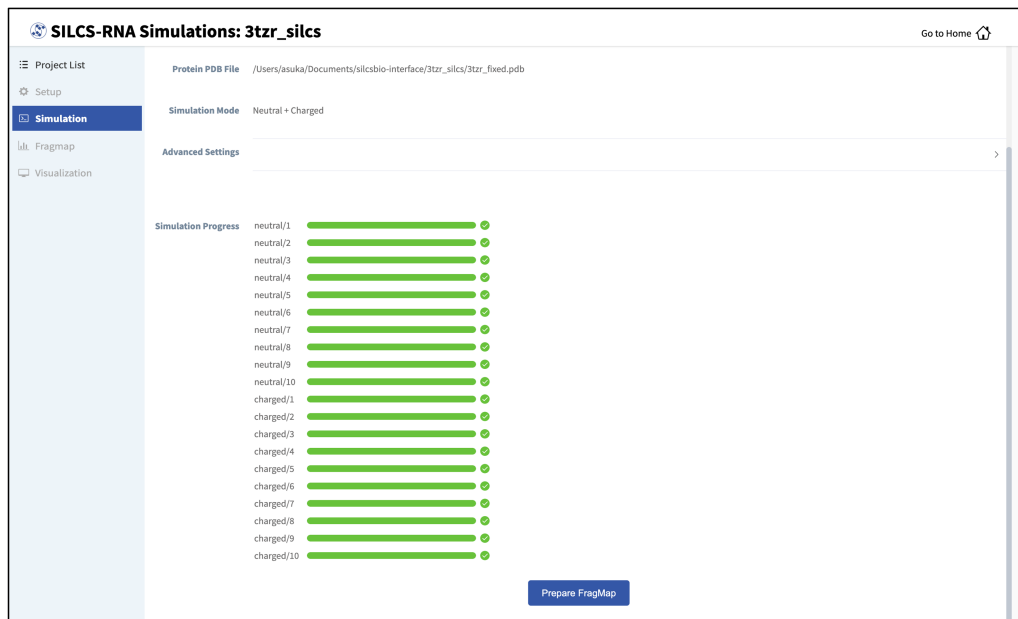 SILCS-RNA Simulations: 3tzr_silcs
Go to Home
Project List
Setup
Simulation
Fragmap
Visualization
Protein PDB File /Users/asuka/Documents/silcsbio-interface/3tzr_silcs/3tzr_fixed.pdb
Simulation Mode Neutral + Charged
Advanced Settings
Simulation Progress neutral/1
neutral/2
neutral/3
neutral/4
neutral/5
neutral/6
neutral/7
neutral/8
neutral/9
neutral/10
charged/1
charged/2
charged/3
charged/4
charged/5
charged/6
charged/7
charged/8
charged/9
charged/10
Prepare FragMap